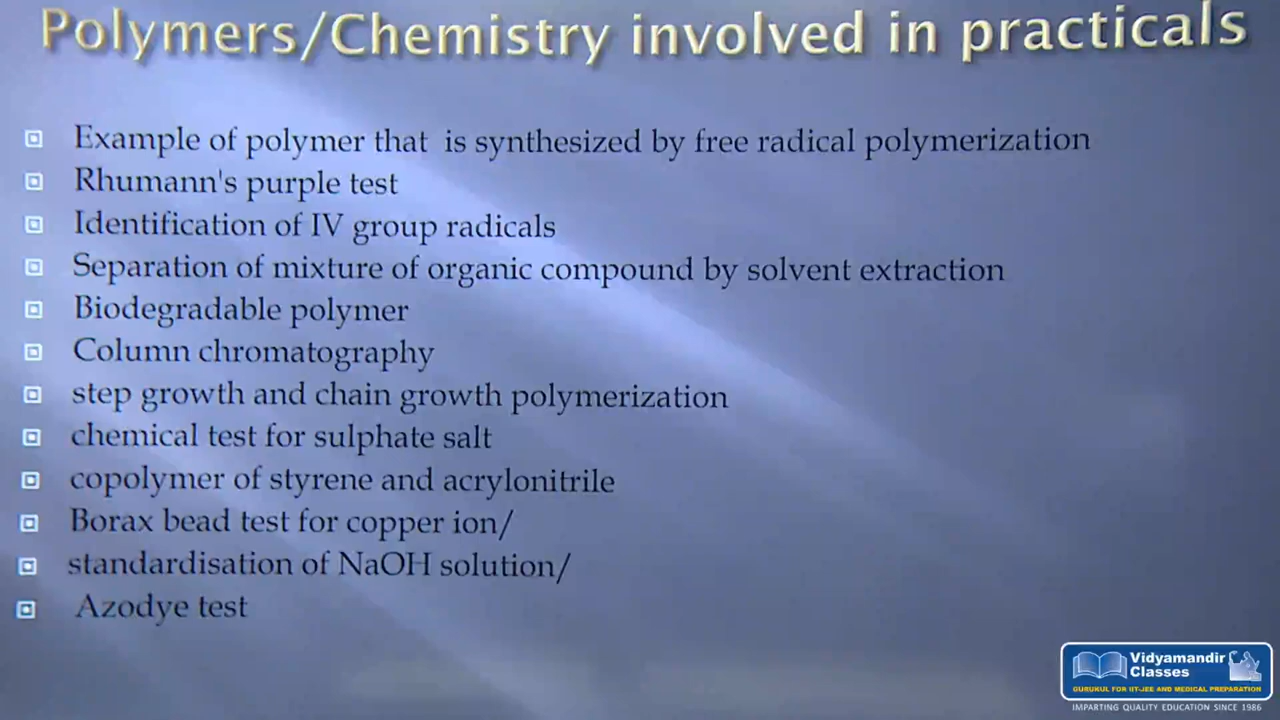 Polymers/Chemistry involved in practicals
Example of polymer that is synthesized by free radical polymerization
Rhumann's purple test
Identification of IV group radicals
Separation of mixture of organic compound by solvent extraction
Biodegradable polymer
Column chromatography
step growth and chain growth polymerization
chemical test for sulphate salt
copolymer of styrene and acrylonitrile
Borax bead test for copper ion/
standardisation of NaOH solution/
Azodye test
Vidyamandir
Classes
GURUKUL FOR IIT-JEE AND MEDICAL PREPARATION
IMPARTING QUALITY EDUCATION SINCE 1986